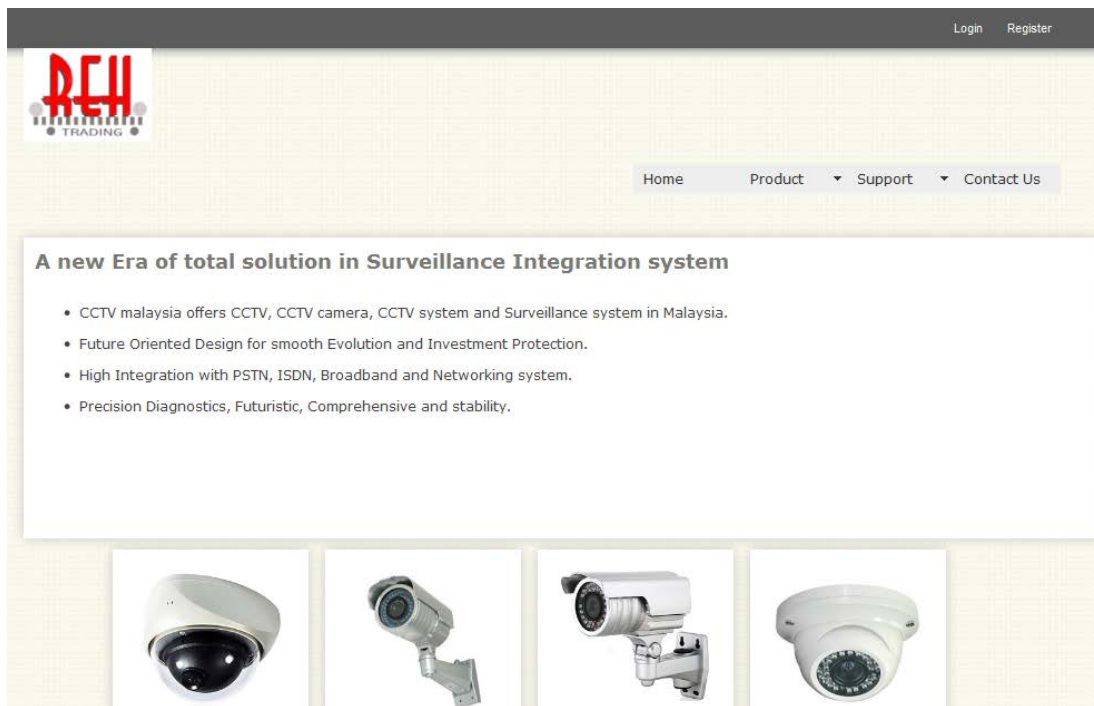 Login Register
REH
TRADING
Home Product Support Contact Us
A new Era of total solution in Surveillance Integration system
• CCTV malaysia offers CCTV, CCTV camera, CCTV system and Surveillance system in Malaysia.
• Future Oriented Design for smooth Evolution and Investment Protection.
• High Integration with PSTN, ISDN, Broadband and Networking system.
• Precision Diagnostics, Futuristic, Comprehensive and stability.